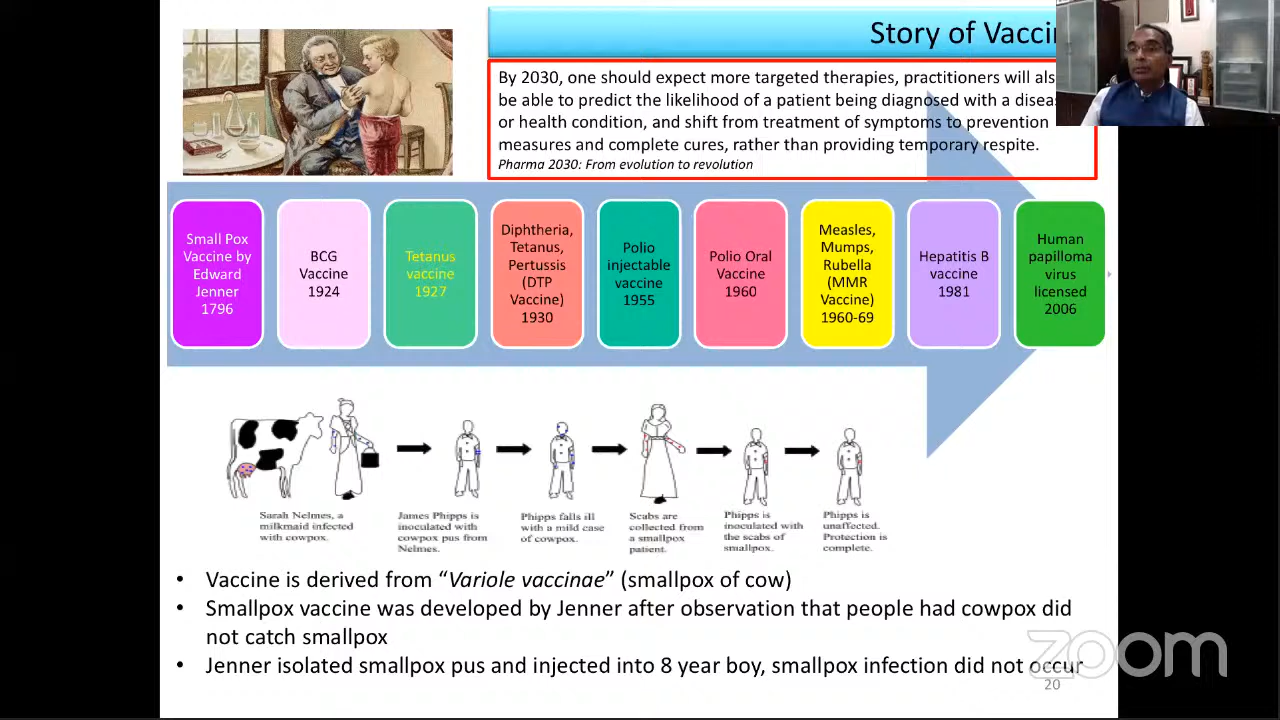 Story of Vacci
By 2030, one should expect more targeted therapies, practitioners will als
be able to predict the likelihood of a patient being diagnosed with a disea
or health condition, and shift from treatment of symptoms to prevention
measures and complete cures, rather than providing temporary respite.
Pharma 2030: From evolution to revolution
Small Pox
Vaccine by
Edward
Jenner
1796
BCG
Vaccine
1924
Tetanus
vaccine
1927
Diphtheria,
Tetanus,
Pertussis
(DTP
Vaccine)
1930
Polio
injectable
vaccine
1955
Polio Oral
Vaccine
1960
Measles,
Mumps,
Rubella
(MMR
Vaccine)
1960-69
Hepatitis B
vaccine
1981
Human
papilloma
virus
licensed
2006
Sarah Nelmes, a
milkmaid infected
with cowpox.
James Phipps is
inoculated with
cowpox pus from
Nelmes.
Phipps falls ill
with a mild case
of cowpox.
Scabs are
collected from
a smallpox
patient.
Phipps is
inoculated with
the scabs of
smallpox.
Phipps is
unaffected.
Protection is
complete.
• Vaccine is derived from “Variole vaccinae” (smallpox of cow)
• Smallpox vaccine was developed by Jenner after observation that people had cowpox did
not catch smallpox
• Jenner isolated smallpox pus and injected into 8 year boy, smallpox infection did not occur
zoom
20